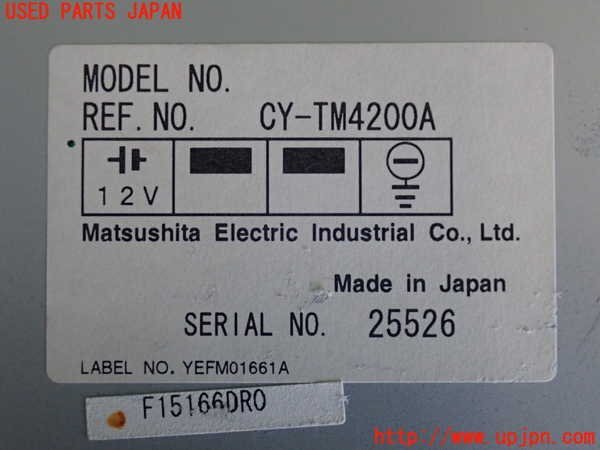 USED PARTS JAPAN
MODEL NO.
REF. NO. CY-TM4200A
12V
Matsushita Electric Industrial Co., Ltd.
Made in Japan
SERIAL NO. 25526
LABEL NO. YEFM01661A
F15166DRO
http://www.upjpn.com/